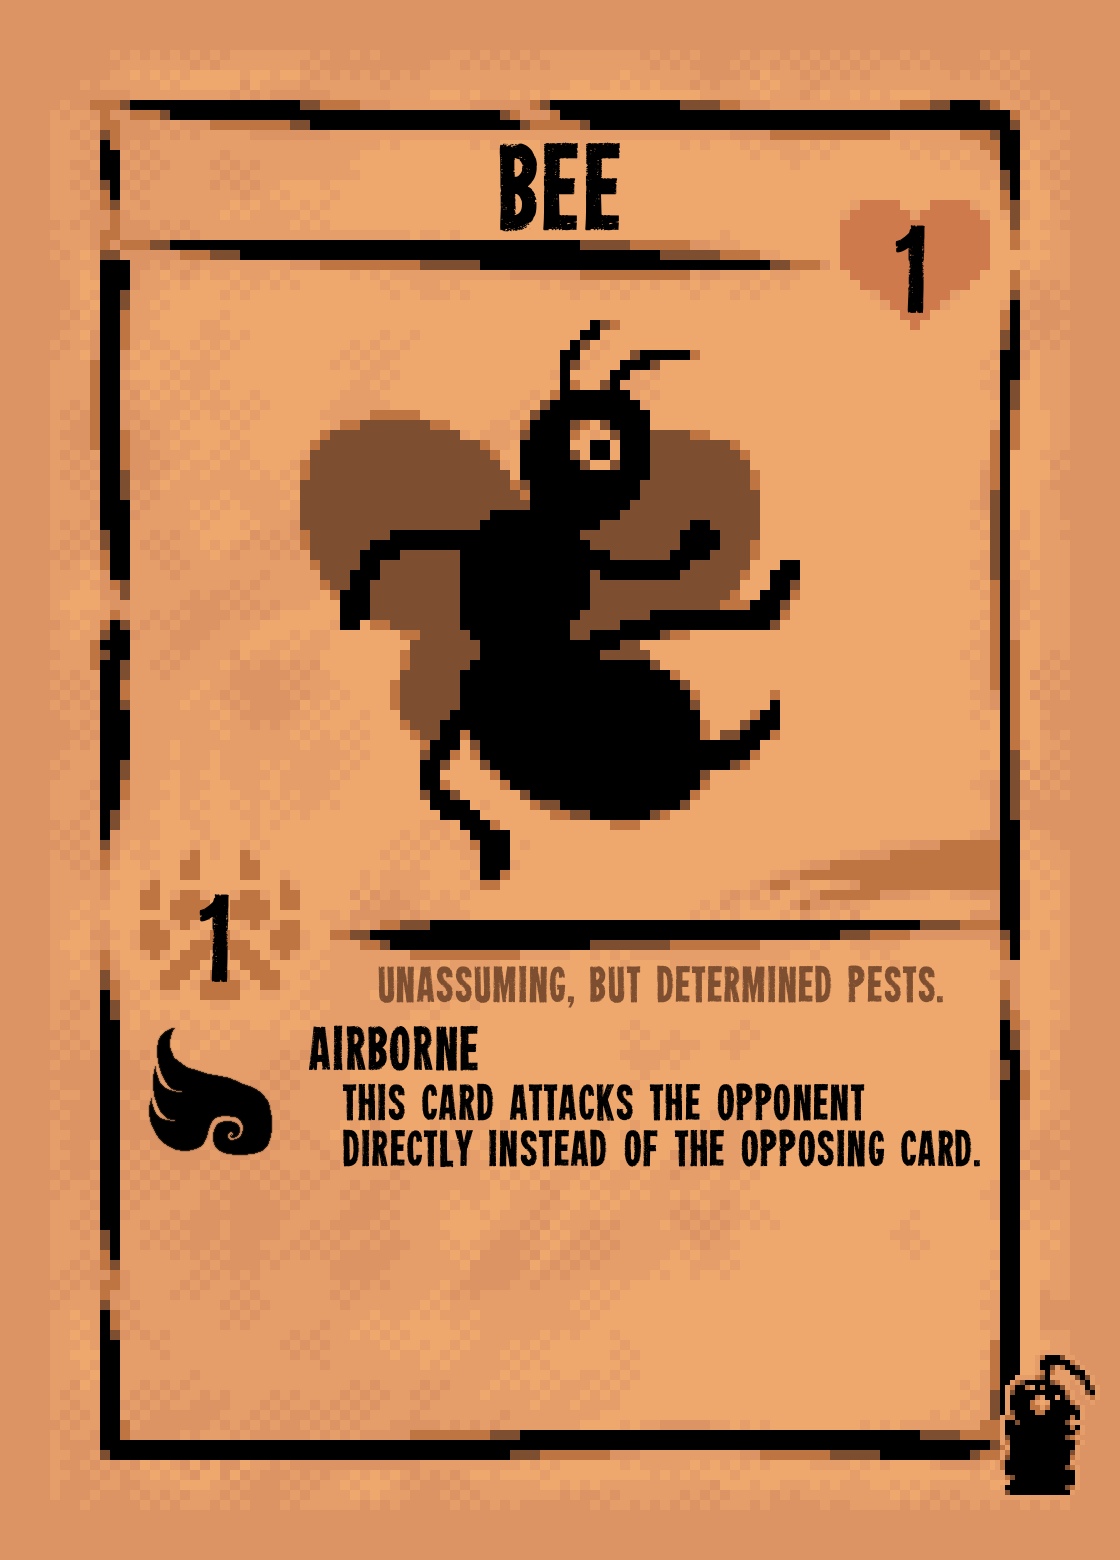 BEE
1
1
UNASSUMING, BUT DETERMINED PESTS.
AIRBORNE
THIS CARD ATTACKS THE OPPONENT
DIRECTLY INSTEAD OF THE OPPOSING CARD.